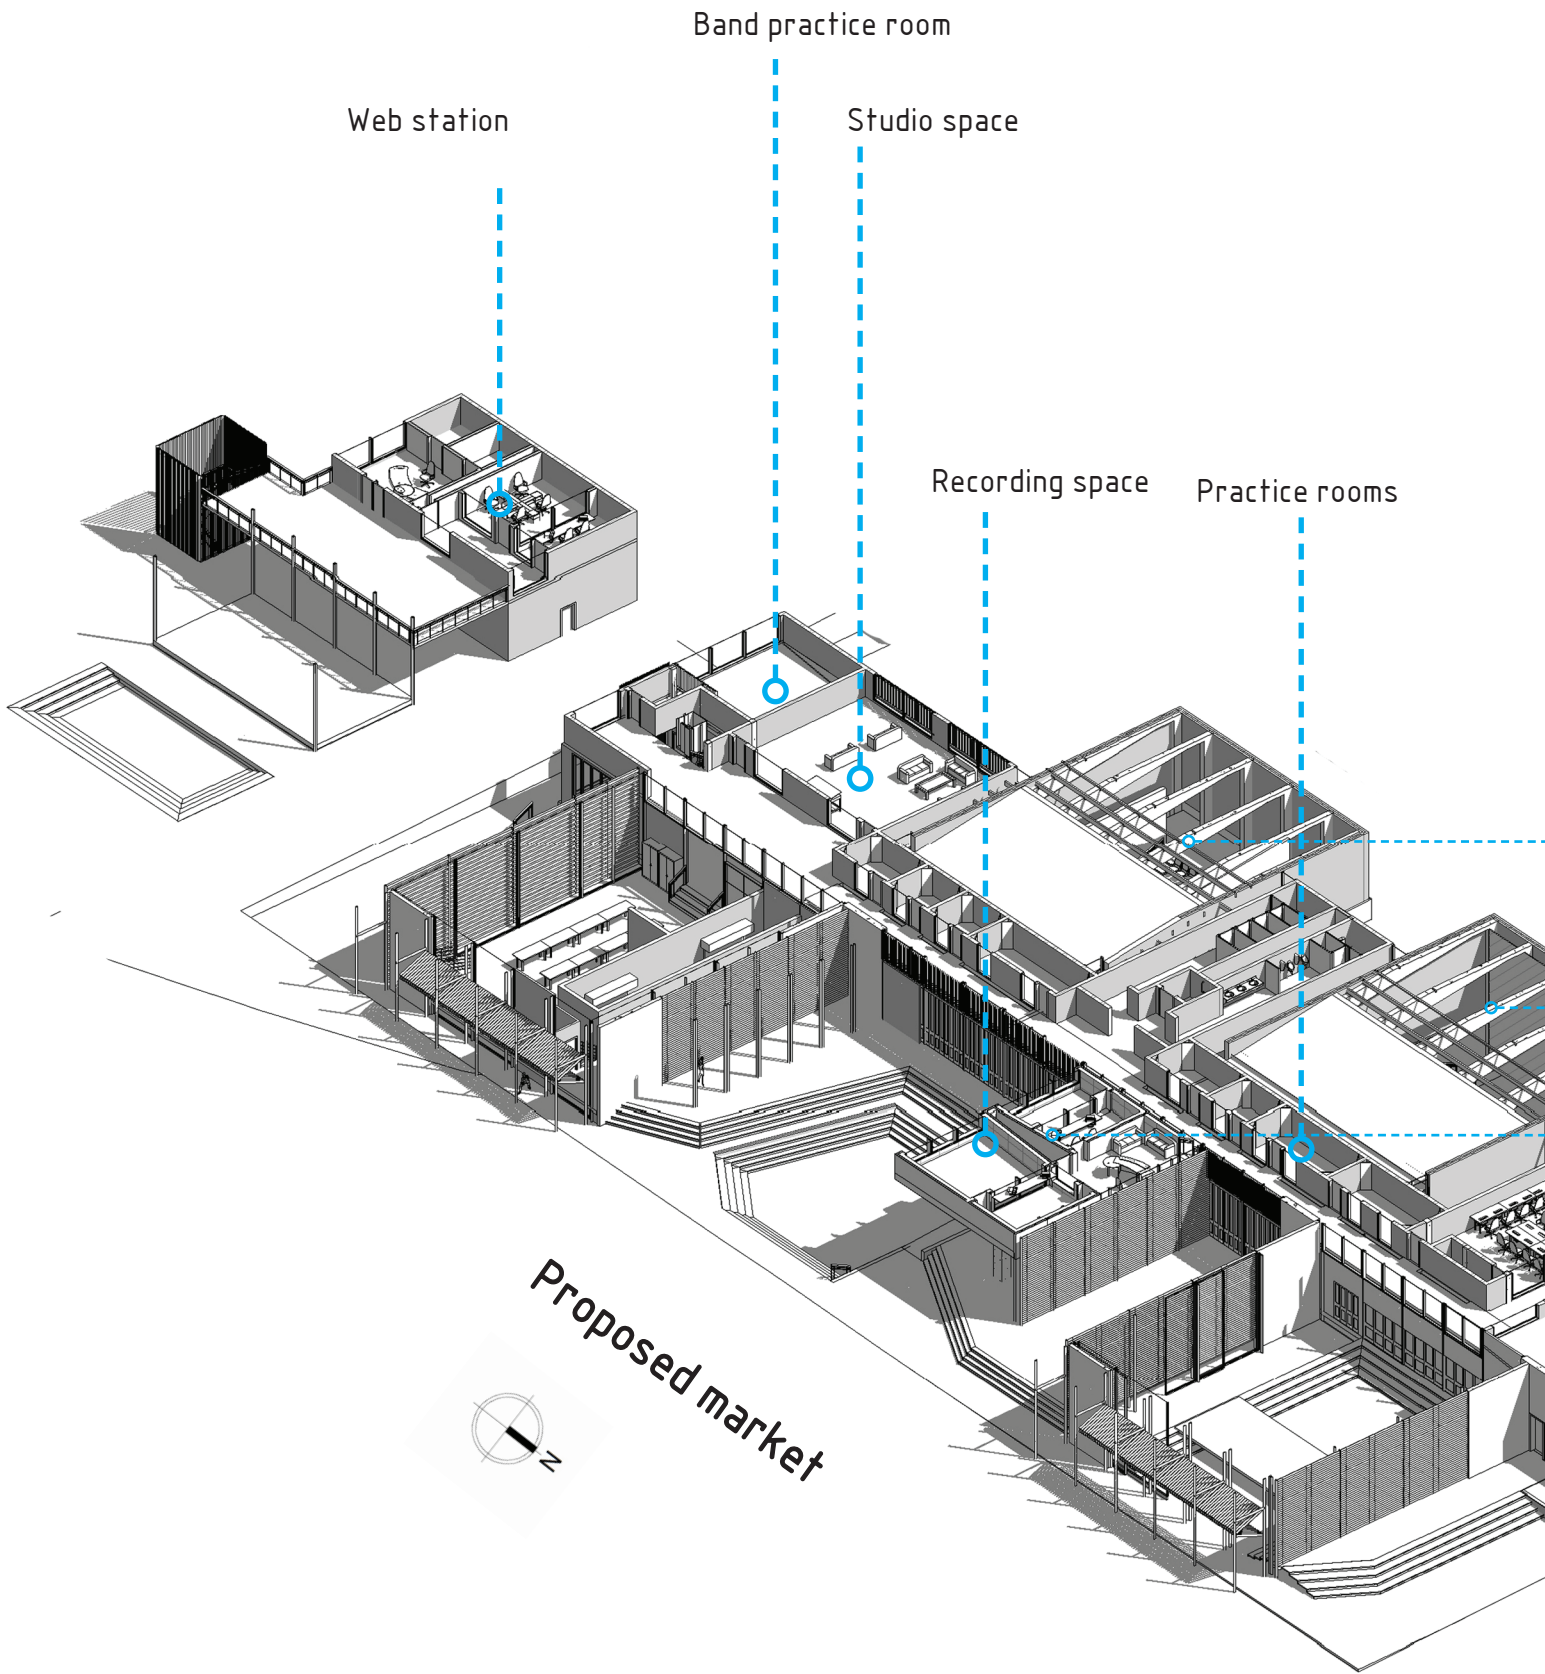 Band practice room
Web station
Studio space
Recording space
Practice rooms
Proposed market
N